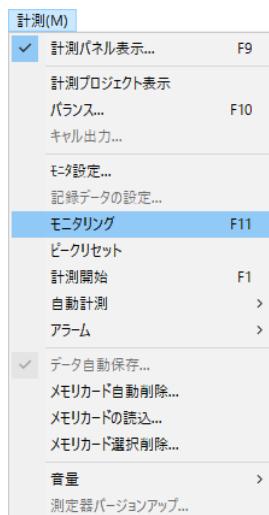 計測(M)
計測パネル表示... F9
計測プロジェクト表示
バランス... F10
キャル出力...
モニタ設定...
記録データの設定...
モニタリング F11
ピークリセット
計測開始 F1
自動計測
アラーム
データ自動保存...
メモリカード自動削除...
メモリカードの読込...
メモリカード選択削除...
音量
測定器バージョンアップ...